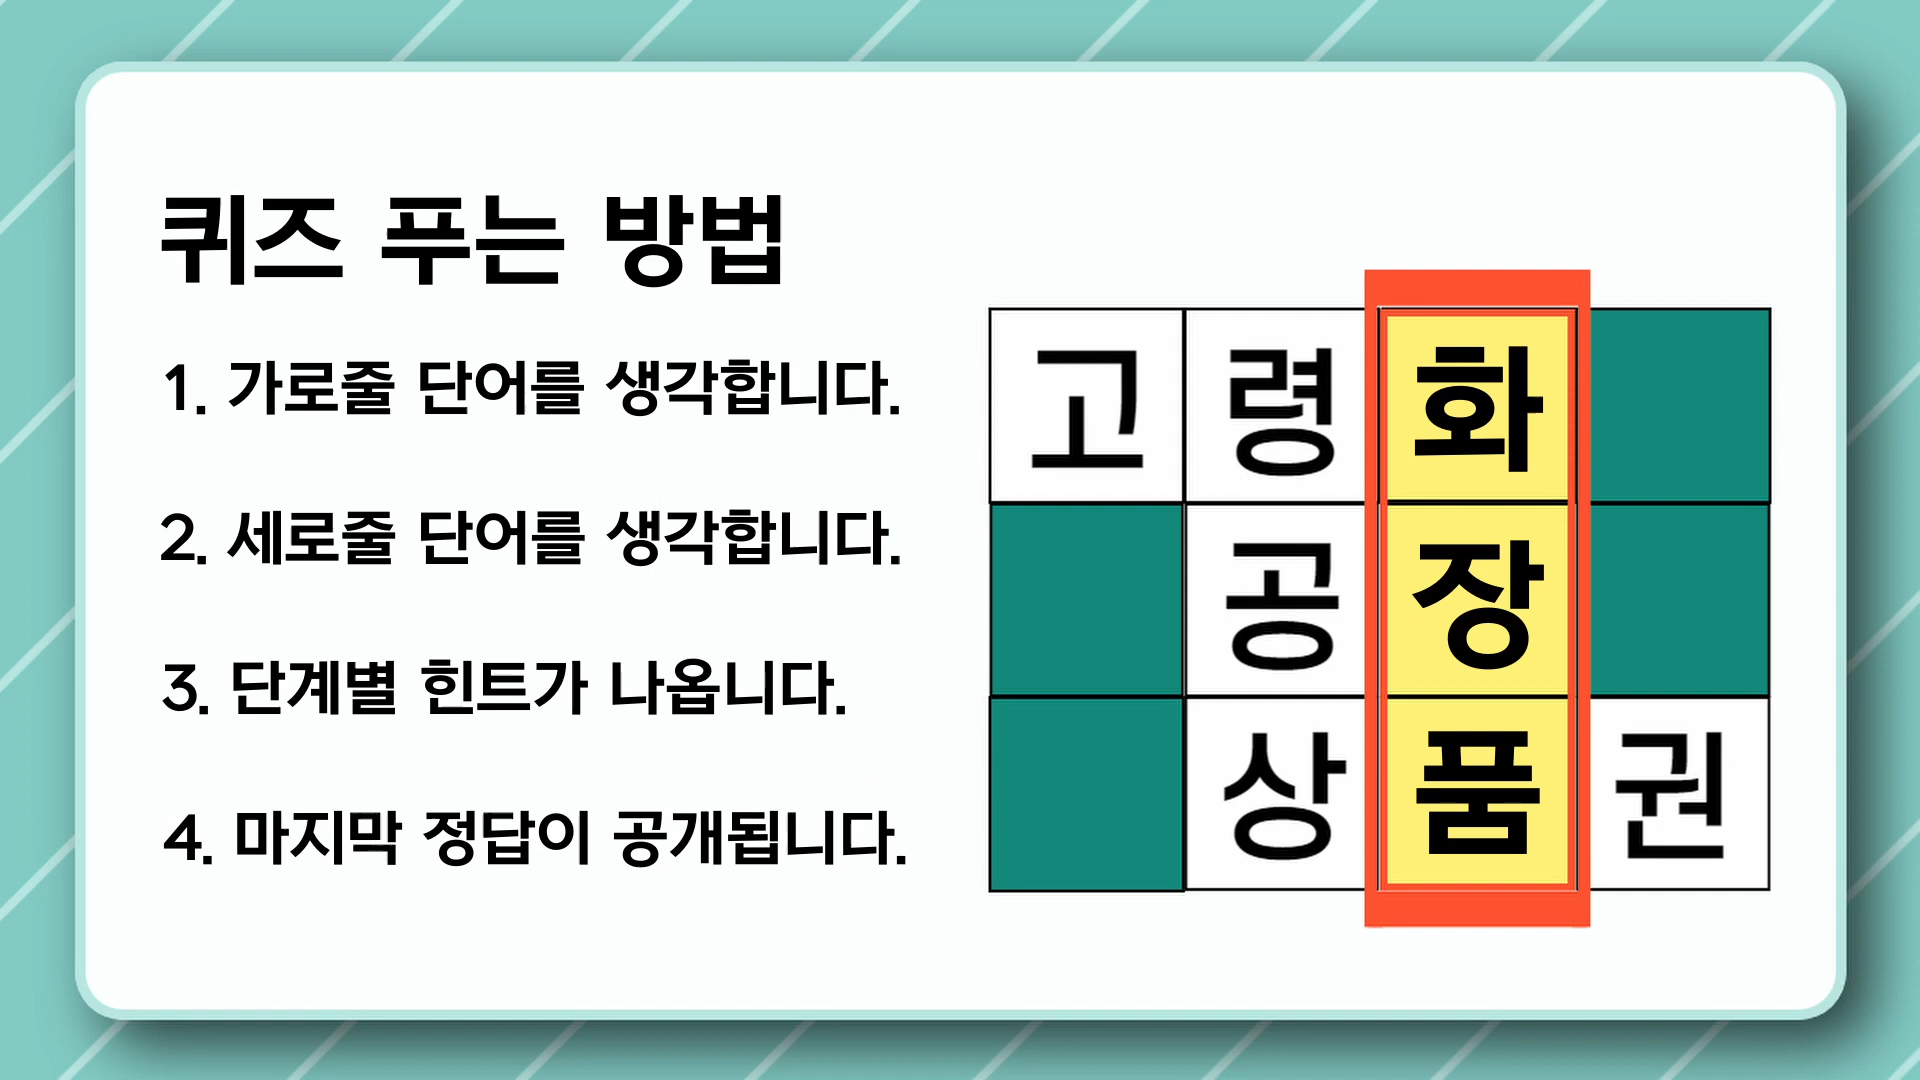 퀴즈 푸는 방법
1. 가로줄 단어를 생각합니다.
2. 세로줄 단어를 생각합니다.
3. 단계별 힌트가 나옵니다.
4. 마지막 정답이 공개됩니다.
고령화
공장
상품권